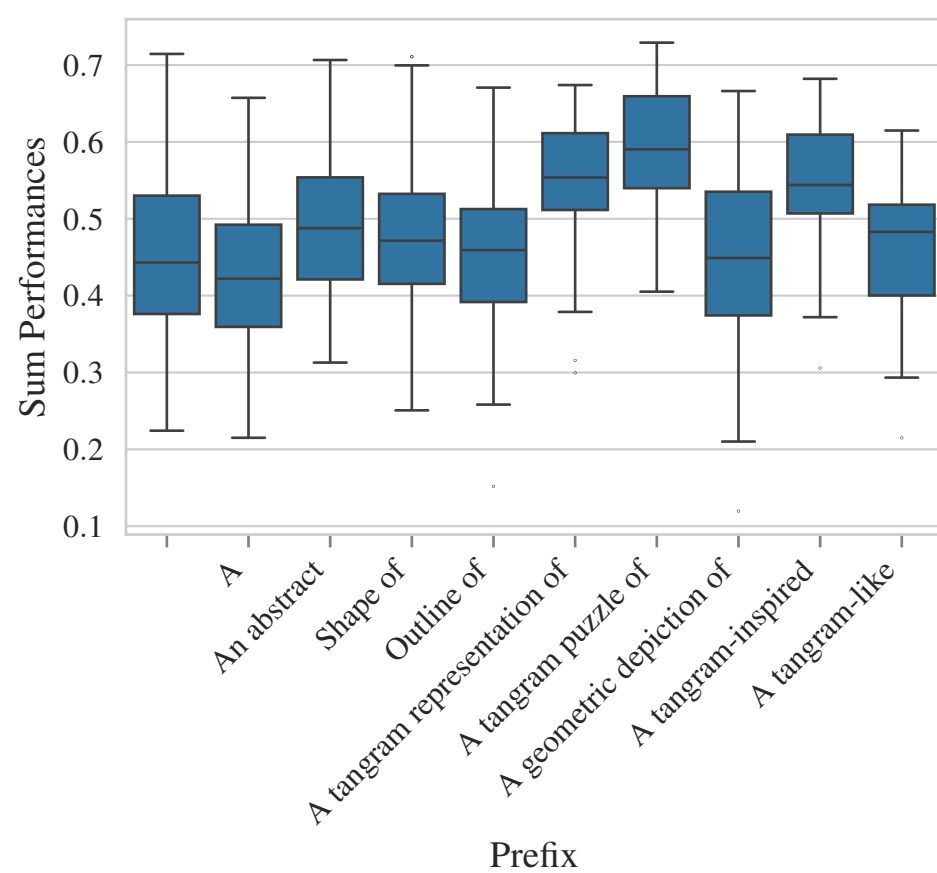 Sum Performances
0.7
0.6
0.5
0.4
0.3
0.2
0.1
A
An abstract
Shape of
Outline of
A tangram representation of
A tangram puzzle of
A geometric depiction of
A tangram-inspired
A tangram-like
Prefix